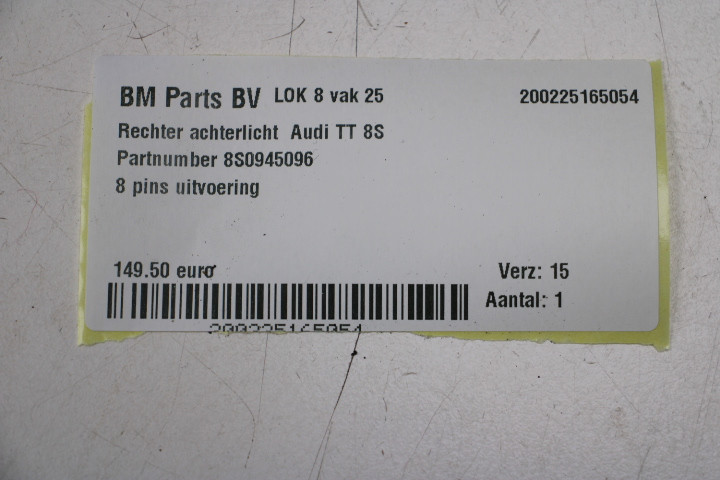 BM Parts BV LOK 8 vak 25 200225165054
Rechter achterlicht Audi TT 8S
Partnumber 8S0945096
8 pins uitvoering
149.50 euro Verz: 15
Aantal: 1
200225165054